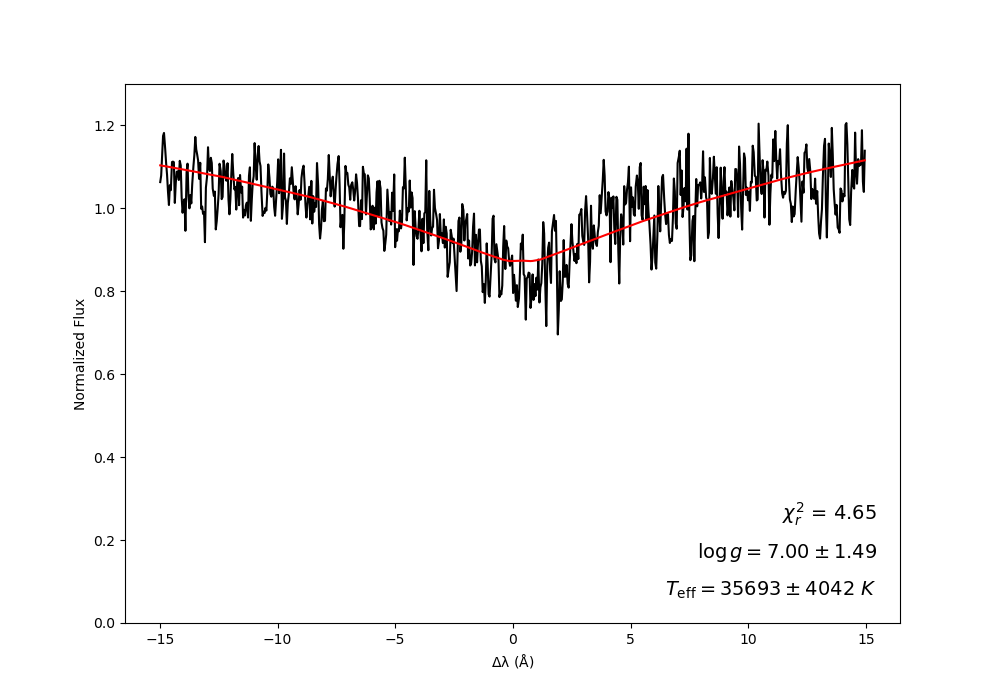 1.2
1.0
0.8
0.6
0.4
0.2
0.0
Normalized Flux
χ²ᵣ = 4.65
log g = 7.00 ± 1.49
T_eff = 35693 ± 4042 K
−15 −10 −5 0 5 10 15
Δλ (Å)